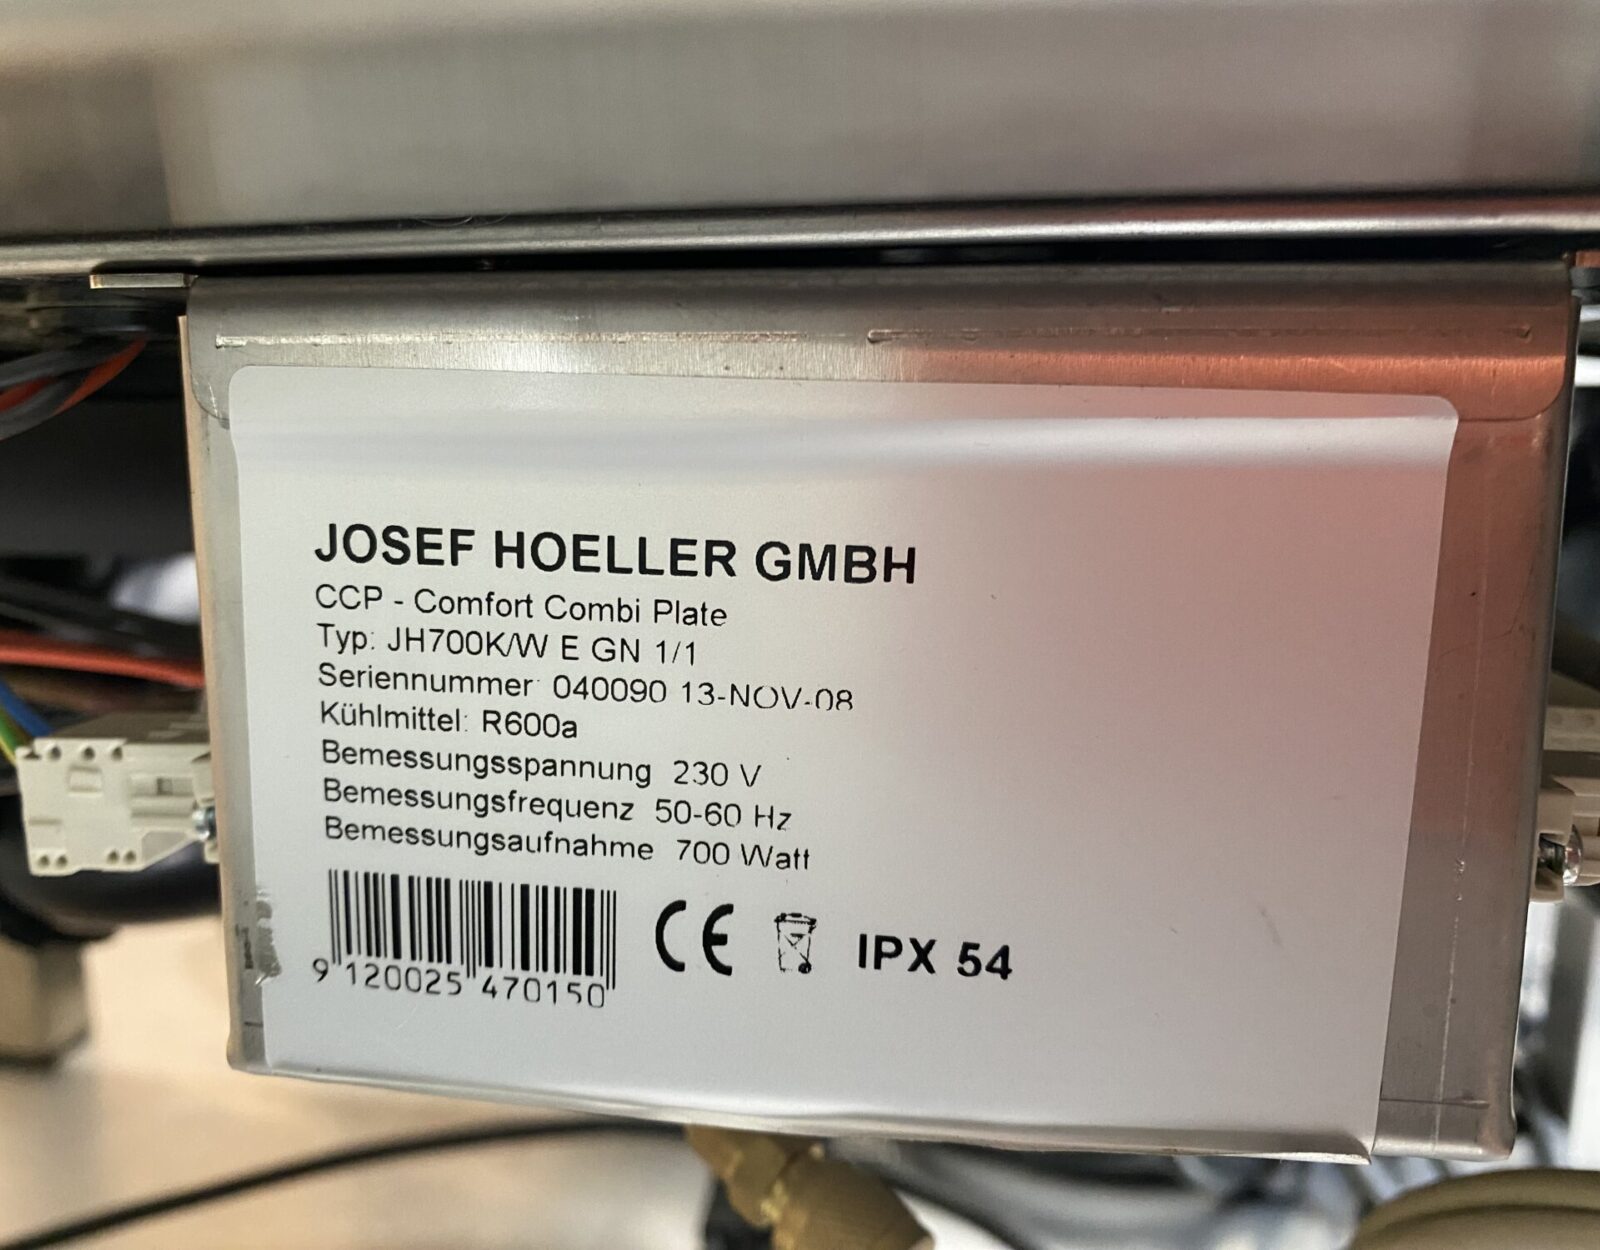 JOSEF HOELLER GMBH
CCP - Comfort Combi Plate
Typ: JH700K/W E GN 1/1
Seriennummer: 040090 13-NOV-08
Kühlmittel: R600a
Bemessungsspannung 230 V
Bemessungsfrequenz 50-60 Hz
Bemessungsaufnahme 700 Watt
9 120025 470150
CE IPX 54